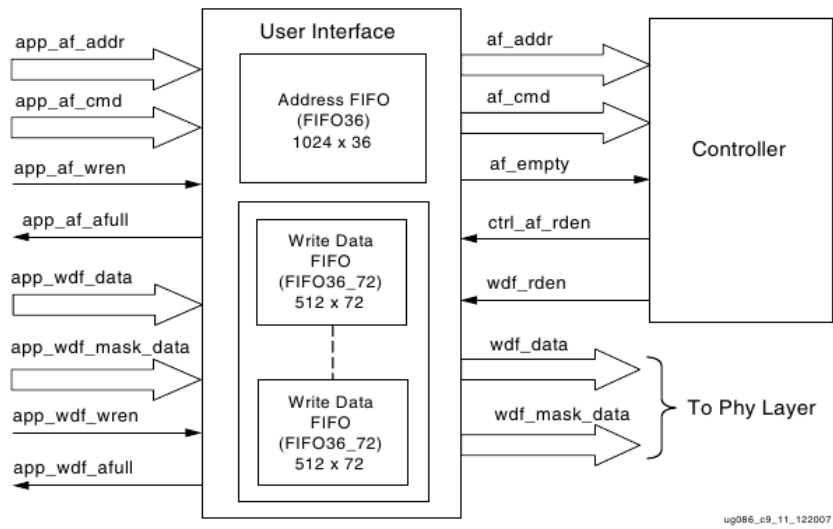 User Interface
app_af_addr
app_af_cmd
app_af_wren
app_af_afull
app_wdf_data
app_wdf_mask_data
app_wdf_wren
app_wdf_afull
Address FIFO
(FIFO36)
1024 x 36
Write Data
FIFO
(FIFO36_72)
512 x 72
Write Data
FIFO
(FIFO36_72)
512 x 72
af_addr
af_cmd
af_empty
ctrl_af_rden
wdf_rden
wdf_data
wdf_mask_data
Controller
To Phy Layer
ug086_c9_11_122007